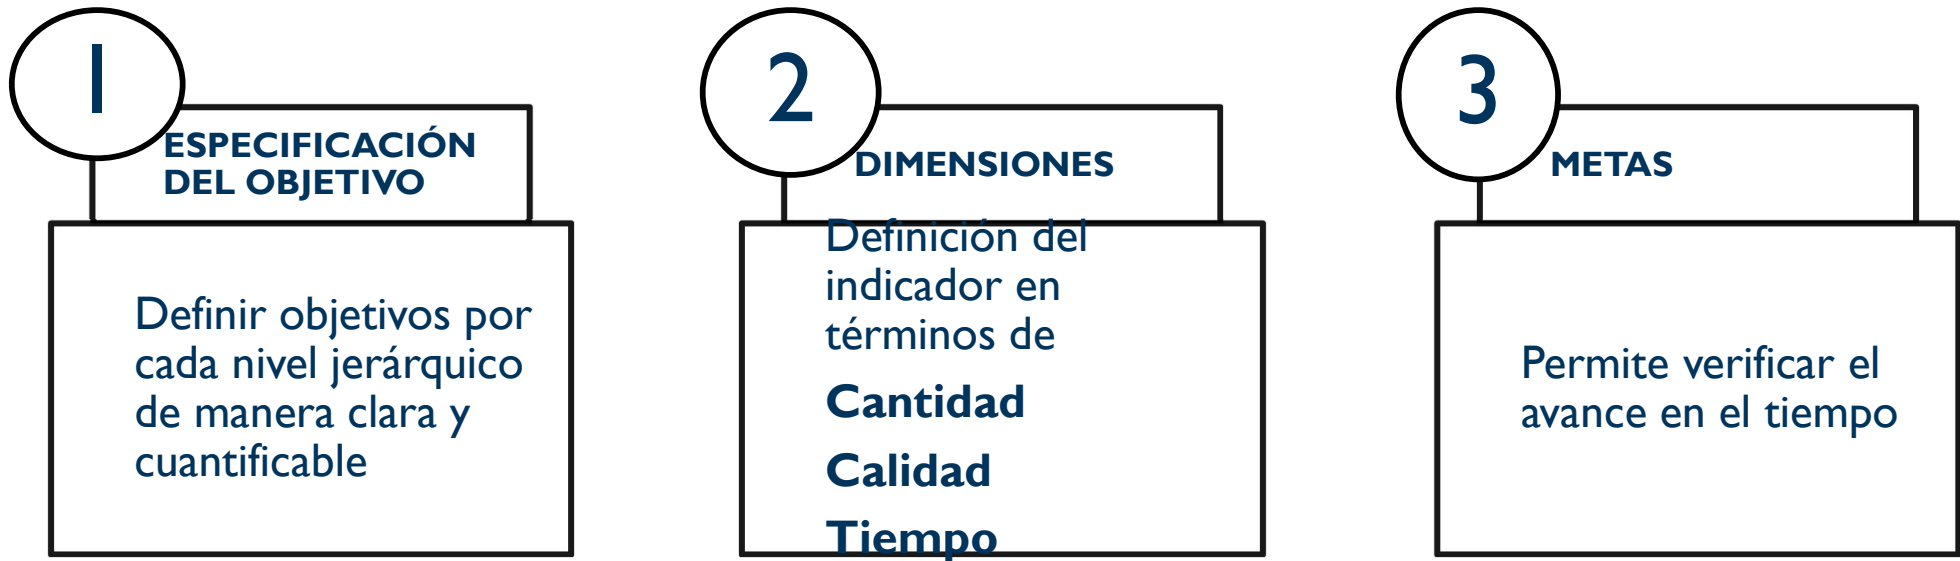 1
ESPECIFICACIÓN
DEL OBJETIVO
Definir objetivos por
cada nivel jerárquico
de manera clara y
cuantificable
2
DIMENSIONES
Definición del
indicador en
términos de
Cantidad
Calidad
Tiempo
3
METAS
Permite verificar el
avance en el tiempo